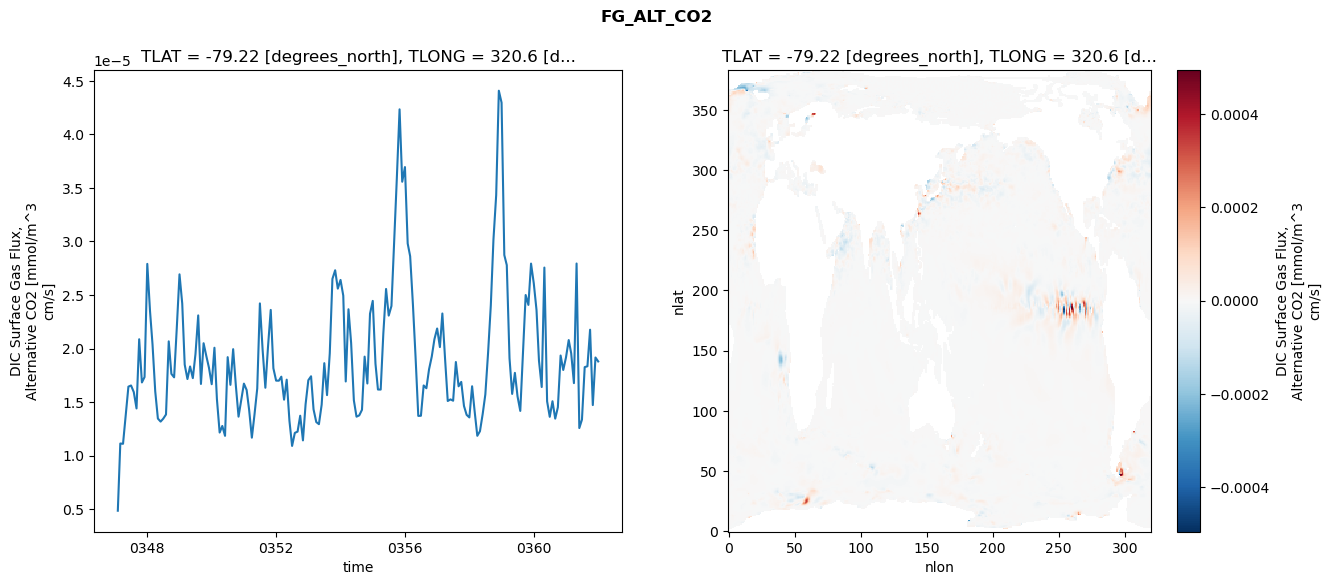 FG_ALT_CO2
TLAT = -79.22 [degrees_north], TLONG = 320.6 [d...
1e−5
4.5
4.0
3.5
3.0
2.5
2.0
1.5
1.0
0.5
DIC Surface Gas Flux,
Alternative CO2 [mmol/m^3
cm/s]
0348
0352
0356
0360
time
TLAT = -79.22 [degrees_north], TLONG = 320.6 [d...
350
300
250
200
150
100
50
0
nlat
0
50
100
150
200
250
300
nlon
0.0004
0.0002
0.0000
−0.0002
−0.0004
DIC Surface Gas Flux,
Alternative CO2 [mmol/m^3
cm/s]